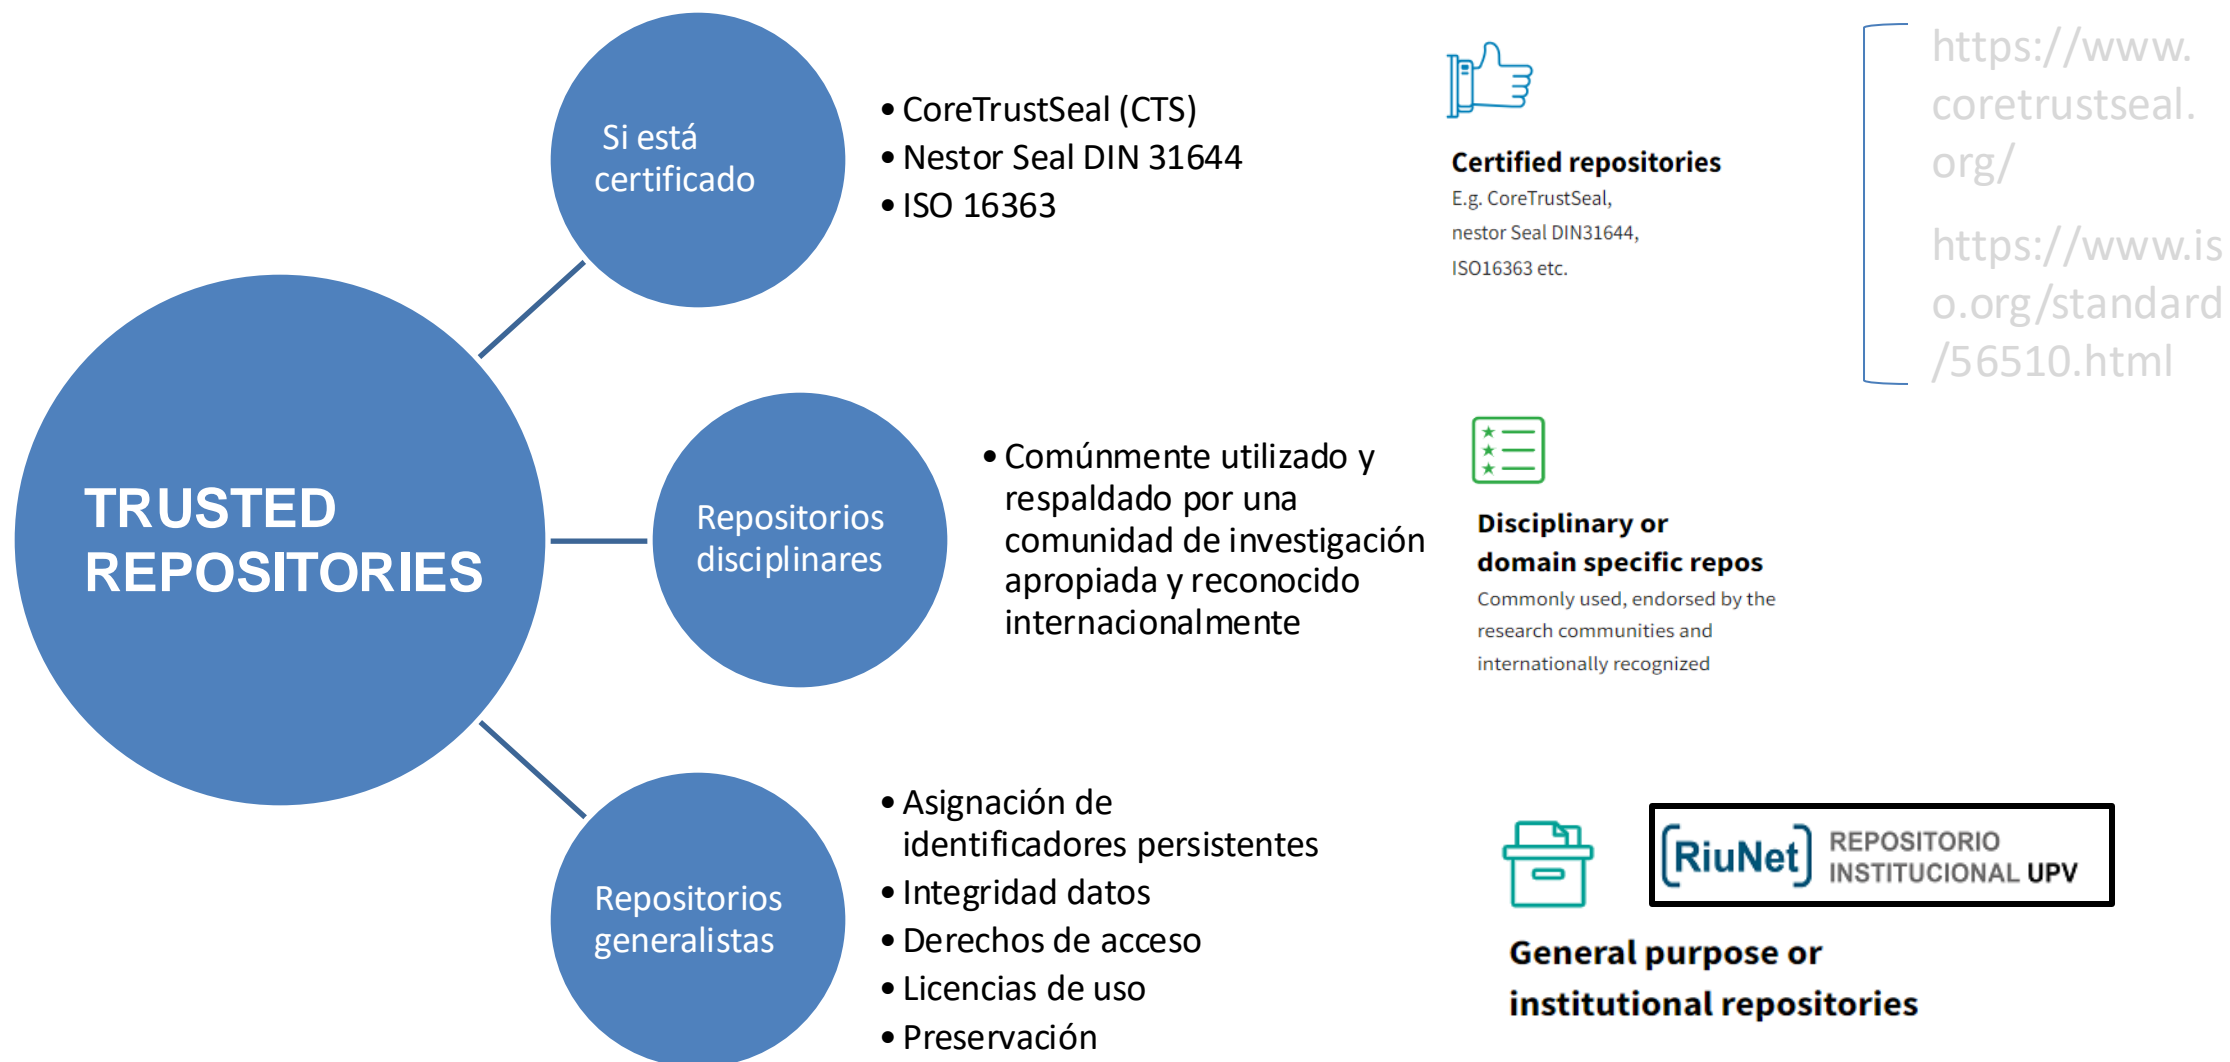 TRUSTED
REPOSITORIES
Si está
certificado
• CoreTrustSeal (CTS)
• Nestor Seal DIN 31644
• ISO 16363
Certified repositories
E.g. CoreTrustSeal,
nestor Seal DIN31644,
ISO16363 etc.
https://www.
coretrustseal.
org/
https://www.is
o.org/standard
/56510.html
Repositorios
disciplinares
• Comúnmente utilizado y
respaldado por una
comunidad de investigación
apropiada y reconocido
internacionalmente
Disciplinary or
domain specific repos
Commonly used, endorsed by the
research communities and
internationally recognized
Repositorios
generalistas
• Asignación de
identificadores persistentes
• Integridad datos
• Derechos de acceso
• Licencias de uso
• Preservación
[RiuNet]
REPOSITORIO
INSTITUCIONAL UPV
General purpose or
institutional repositories